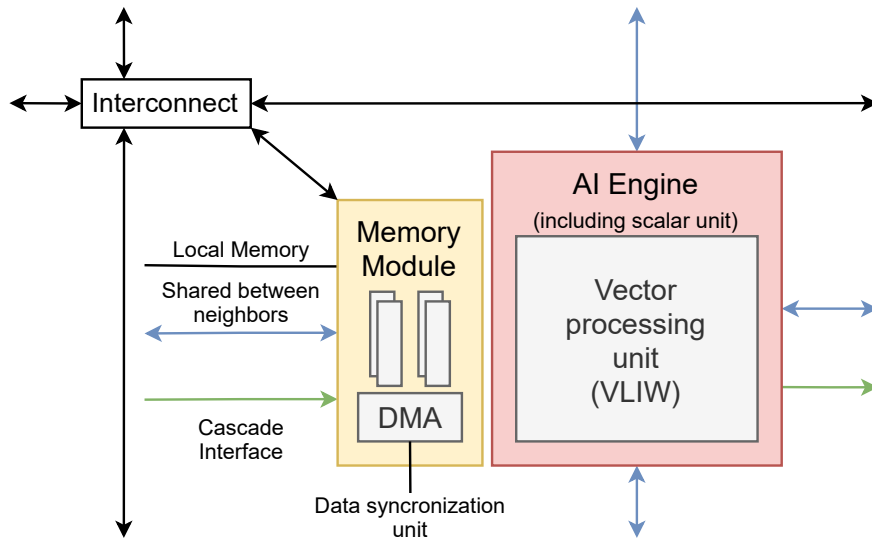 Interconnect
AI Engine
(including scalar unit)
Memory
Module
Local Memory
Shared between
neighbors
Vector
processing
unit
(VLIW)
DMA
Cascade
Interface
Data syncronization
unit